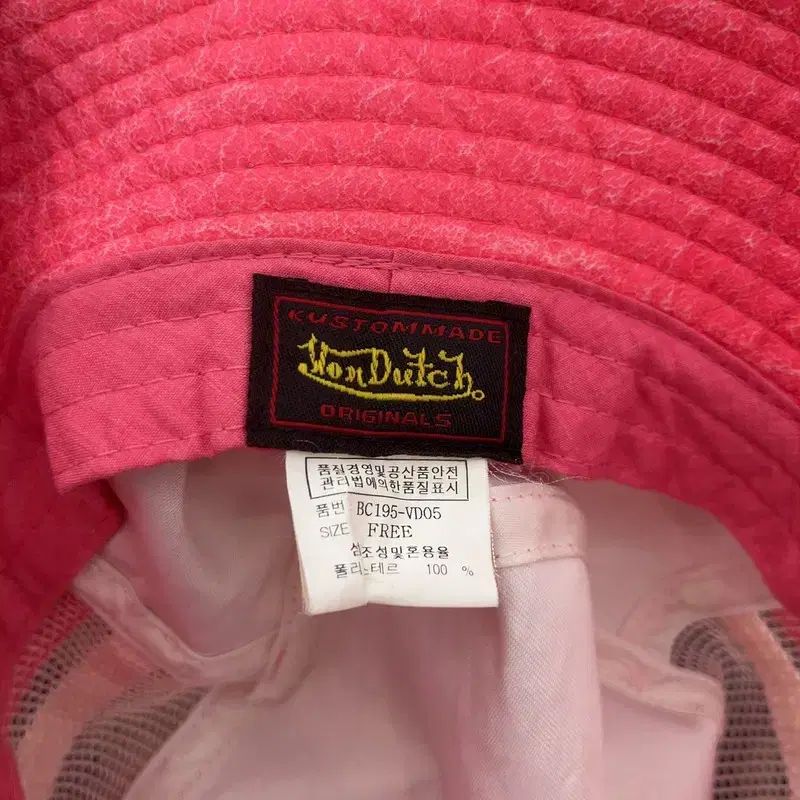 KUSTOMMADE
Von Dutch
ORIGINALS
품질경영및공산품안전
관리법에의한품질표시
품번: BC195-VD05
SIZE FREE
섬조성및혼용율
폴리스테르 100 %